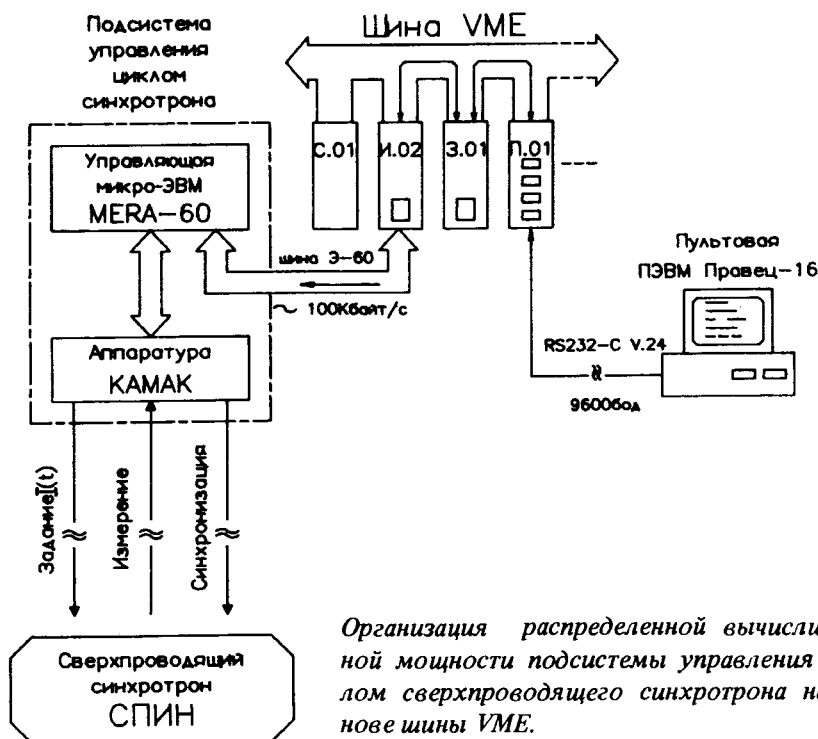 Подсистема
управления
циклом
синхротрона
Шина VME
С.01
И.02
З.01
П.01
Управляющая
микро-ЭВМ
MERA-60
шина Э-60
~ 100Кбайт/с
Аппаратура
КАМАК
Пультовая
ПЭВМ Правец-16
RS232-C V.24
9600бод
Задание I(t)
Измерение
Синхронизация
Сверхпроводящий
синхротрон
СПИН
Организация распределенной вычисли
ной мощности подсистемы управления
лом сверхпроводящего синхротрона на
нове шины VME.